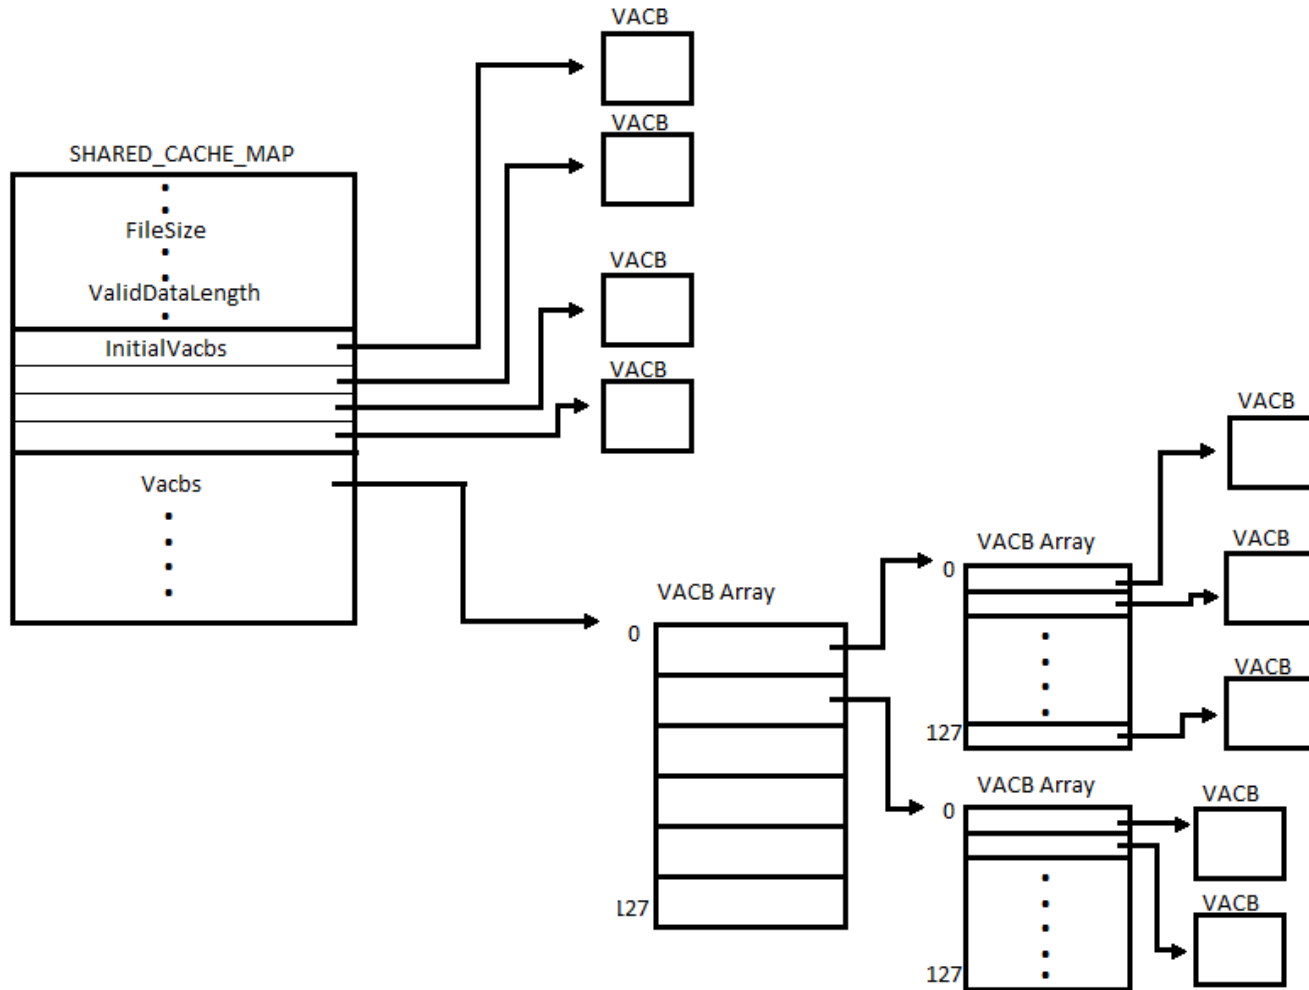 VACB
VACB
SHARED_CACHE_MAP
FileSize
VACB
ValidDataLength
InitialVacbs
VACB
VACB
Vacbs
VACB
VACB Array
0
VACB Array
0
VACB
127
VACB Array
VACB
0
VACB
127
127